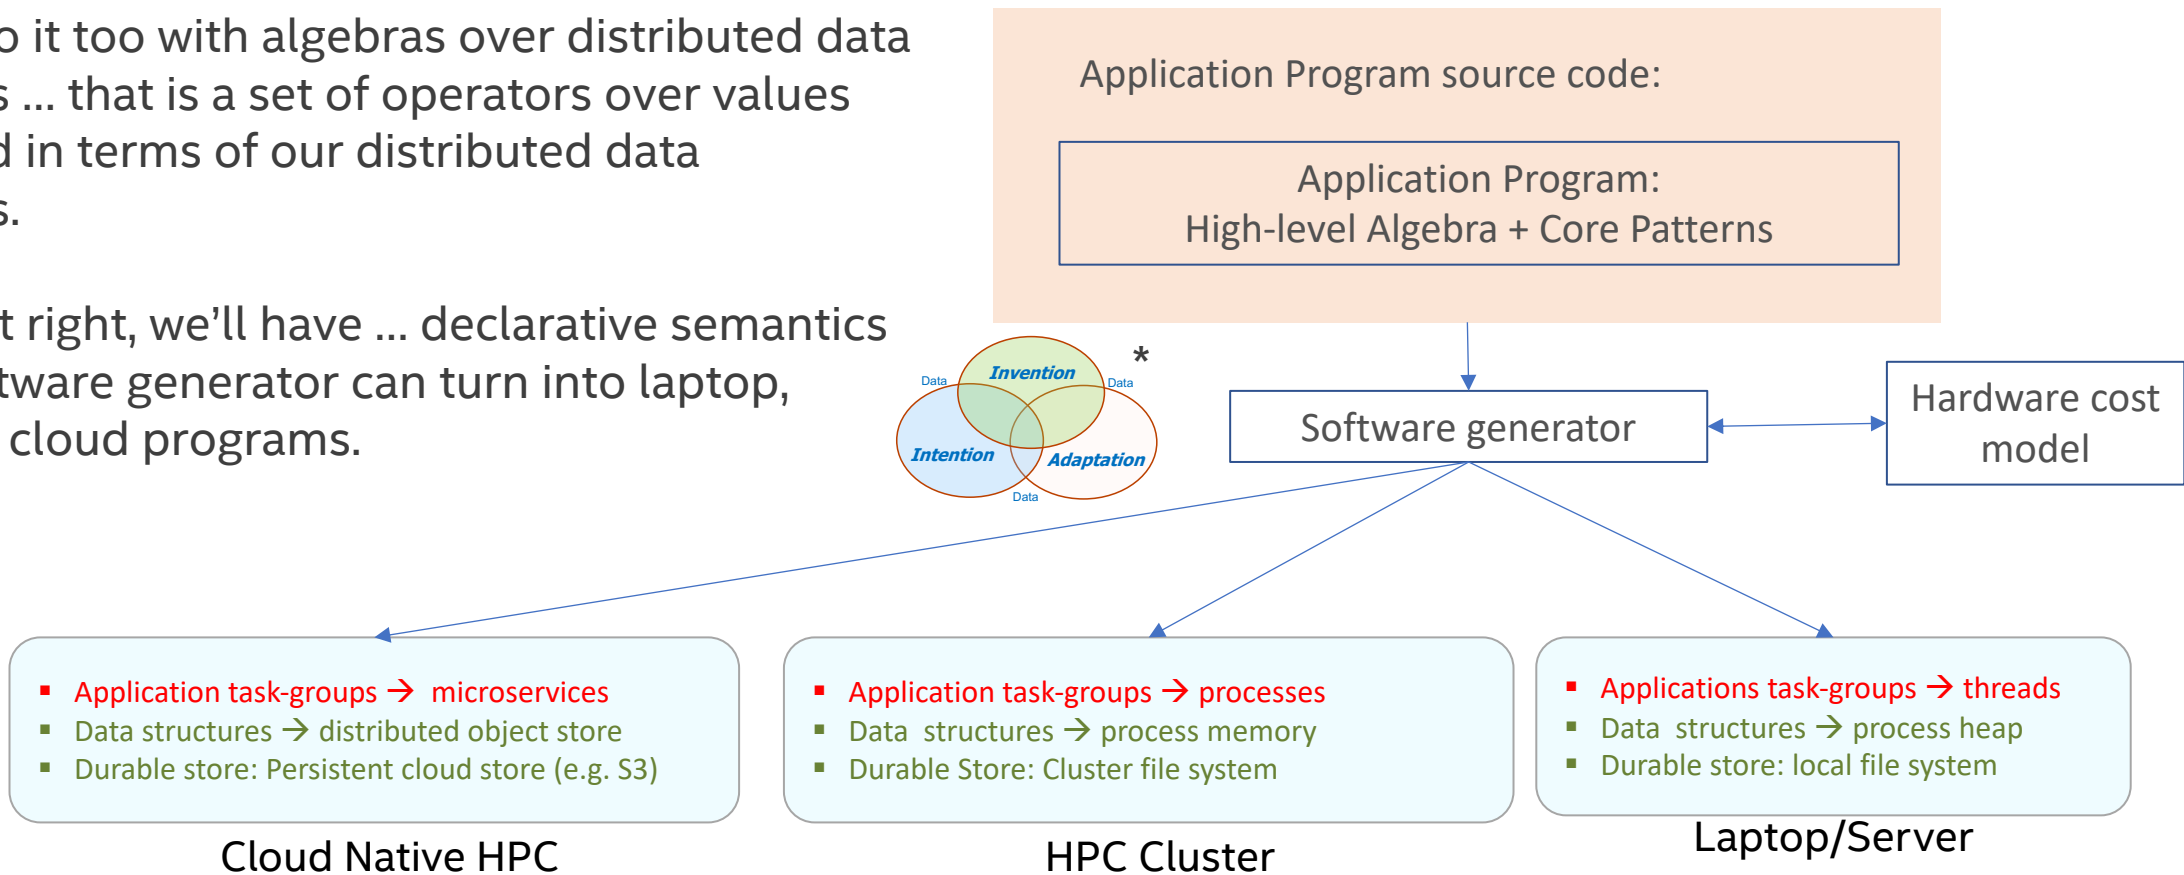 o it too with algebras over distributed data
s … that is a set of operators over values
d in terms of our distributed data
s.
t right, we'll have … declarative semantics
tware generator can turn into laptop,
cloud programs.
Application Program source code:
Application Program:
High-level Algebra + Core Patterns
*
Data
Invention
Data
Intention
Adaptation
Data
Software generator
Hardware cost
model
▪ Application task-groups → microservices
▪ Data structures → distributed object store
▪ Durable store: Persistent cloud store (e.g. S3)
Cloud Native HPC
▪ Application task-groups → processes
▪ Data structures → process memory
▪ Durable Store: Cluster file system
HPC Cluster
▪ Applications task-groups → threads
▪ Data structures → process heap
▪ Durable store: local file system
Laptop/Server